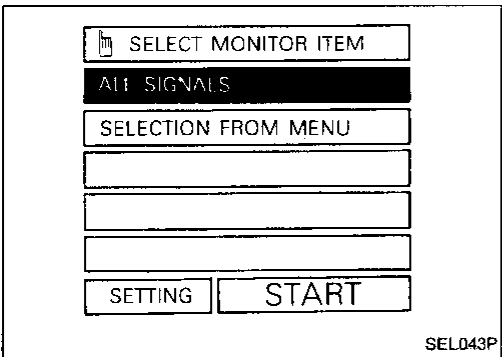 SELECT MONITOR ITEM
ALL SIGNALS
SELECTION FROM MENU
SETTING START
SEL043P